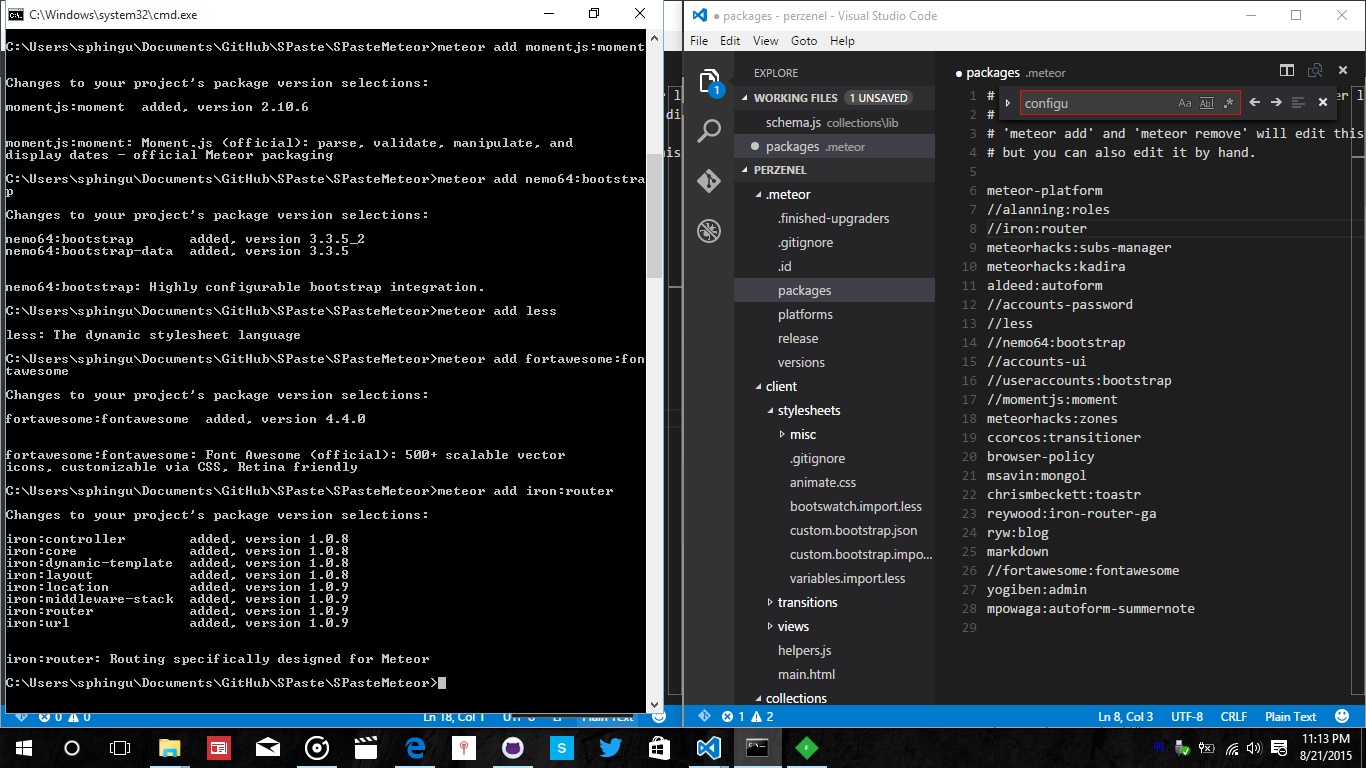 C:\Windows\system32\cmd.exe
C:\Users\sphingu\Documents\GitHub\SPaste\SPasteMeteor>meteor add momentjs:moment
Changes to your project's package version selections:
momentjs:moment  added, version 2.10.6
momentjs:moment: Moment.js (official): parse, validate, manipulate, and
display dates - official Meteor packaging
C:\Users\sphingu\Documents\GitHub\SPaste\SPasteMeteor>meteor add nemo64:bootstra
p
Changes to your project's package version selections:
nemo64:bootstrap       added, version 3.3.5_2
nemo64:bootstrap-data  added, version 3.3.5
nemo64:bootstrap: Highly configurable bootstrap integration.
C:\Users\sphingu\Documents\GitHub\SPaste\SPasteMeteor>meteor add less
less: The dynamic stylesheet language
C:\Users\sphingu\Documents\GitHub\SPaste\SPasteMeteor>meteor add fortawesome:fon
tawesome
Changes to your project's package version selections:
fortawesome:fontawesome  added, version 4.4.0
fortawesome:fontawesome: Font Awesome (official): 500+ scalable vector
icons, customizable via CSS, Retina friendly
C:\Users\sphingu\Documents\GitHub\SPaste\SPasteMeteor>meteor add iron:router
Changes to your project's package version selections:
iron:controller        added, version 1.0.8
iron:core              added, version 1.0.8
iron:dynamic-template  added, version 1.0.8
iron:layout            added, version 1.0.8
iron:location          added, version 1.0.9
iron:middleware-stack  added, version 1.0.9
iron:router            added, version 1.0.9
iron:url               added, version 1.0.9
iron:router: Routing specifically designed for Meteor
C:\Users\sphingu\Documents\GitHub\SPaste\SPasteMeteor>
0 0 Ln 18, Col 1 Plain Text
● packages - perzenel - Visual Studio Code
File Edit View Goto Help
1
EXPLORE
WORKING FILES 1 UNSAVED
schema.js collections\lib
packages .meteor
PERZENEL
.meteor
.finished-upgraders
.gitignore
.id
packages
platforms
release
versions
client
stylesheets
misc
.gitignore
animate.css
bootswatch.import.less
custom.bootstrap.json
custom.bootstrap.impo...
variables.import.less
transitions
views
helpers.js
main.html
collections
● packages .meteor
configu Aa Abl .*
1 #
2 #
3 # 'meteor add' and 'meteor remove' will edit this
4 # but you can also edit it by hand.
5
6 meteor-platform
7 //alanning:roles
8 //iron:router
9 meteorhacks:subs-manager
10 meteorhacks:kadira
11 aldeed:autoform
12 //accounts-password
13 //less
14 //nemo64:bootstrap
15 //accounts-ui
16 //useraccounts:bootstrap
17 //momentjs:moment
18 meteorhacks:zones
19 ccorcos:transitioner
20 browser-policy
21 msavin:mongol
22 chrismbeckett:toastr
23 reywood:iron-router-ga
24 ryw:blog
25 markdown
26 //fortawesome:fontawesome
27 yogiben:admin
28 mpowaga:autoform-summernote
29
1 2 Ln 8, Col 3 UTF-8 CRLF Plain Text
11:13 PM
8/21/2015